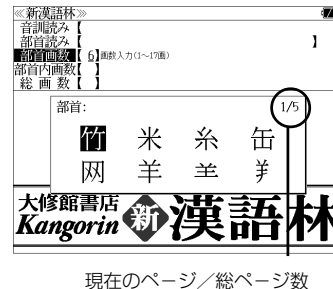 ≪新漢語林≫
音訓読み【
部首読み【 】
部首画数【 6】画数入力(1～17画)
部首内画数【 】
総画数【 】
部首: 1/5
竹 米 糸 缶
网 羊 𦍌 ⺶
大修館書店
Kangorin 新 漢語林
現在のページ／総ページ数